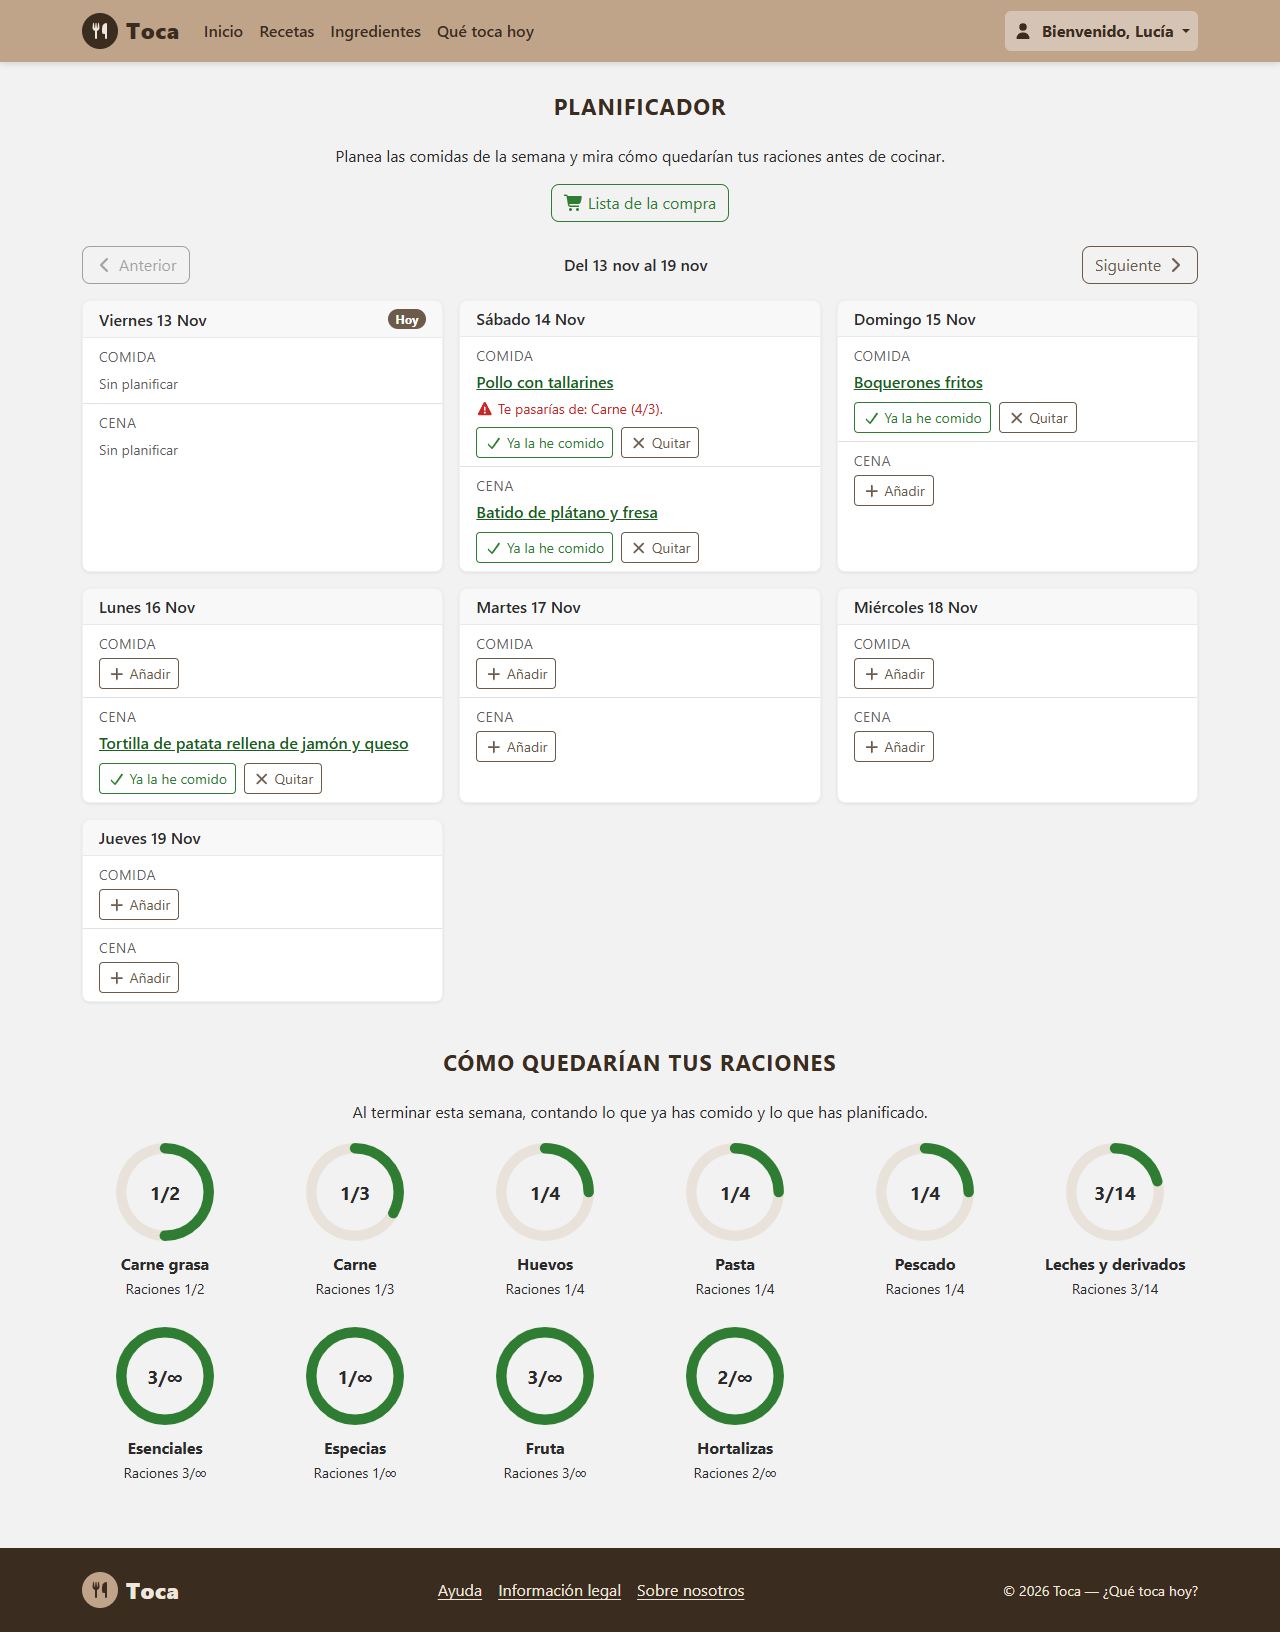 Toca Inicio Recetas Ingredientes Qué toca hoy Bienvenido, Lucía
PLANIFICADOR
Planea las comidas de la semana y mira cómo quedarían tus raciones antes de cocinar.
Lista de la compra
Anterior Del 13 nov al 19 nov Siguiente
Viernes 13 Nov Hoy
COMIDA
Sin planificar
CENA
Sin planificar
Sábado 14 Nov
COMIDA
Pollo con tallarines
Te pasarías de: Carne (4/3).
Ya la he comido Quitar
CENA
Batido de plátano y fresa
Ya la he comido Quitar
Domingo 15 Nov
COMIDA
Boquerones fritos
Ya la he comido Quitar
CENA
Añadir
Lunes 16 Nov
COMIDA
Añadir
CENA
Tortilla de patata rellena de jamón y queso
Ya la he comido Quitar
Martes 17 Nov
COMIDA
Añadir
CENA
Añadir
Miércoles 18 Nov
COMIDA
Añadir
CENA
Añadir
Jueves 19 Nov
COMIDA
Añadir
CENA
Añadir
CÓMO QUEDARÍAN TUS RACIONES
Al terminar esta semana, contando lo que ya has comido y lo que has planificado.
1/2 1/3 1/4 1/4 1/4 3/14
Carne grasa Carne Huevos Pasta Pescado Leches y derivados
Raciones 1/2 Raciones 1/3 Raciones 1/4 Raciones 1/4 Raciones 1/4 Raciones 3/14
3/∞ 1/∞ 3/∞ 2/∞
Esenciales Especias Fruta Hortalizas
Raciones 3/∞ Raciones 1/∞ Raciones 3/∞ Raciones 2/∞
Toca Ayuda Información legal Sobre nosotros © 2026 Toca — ¿Qué toca hoy?